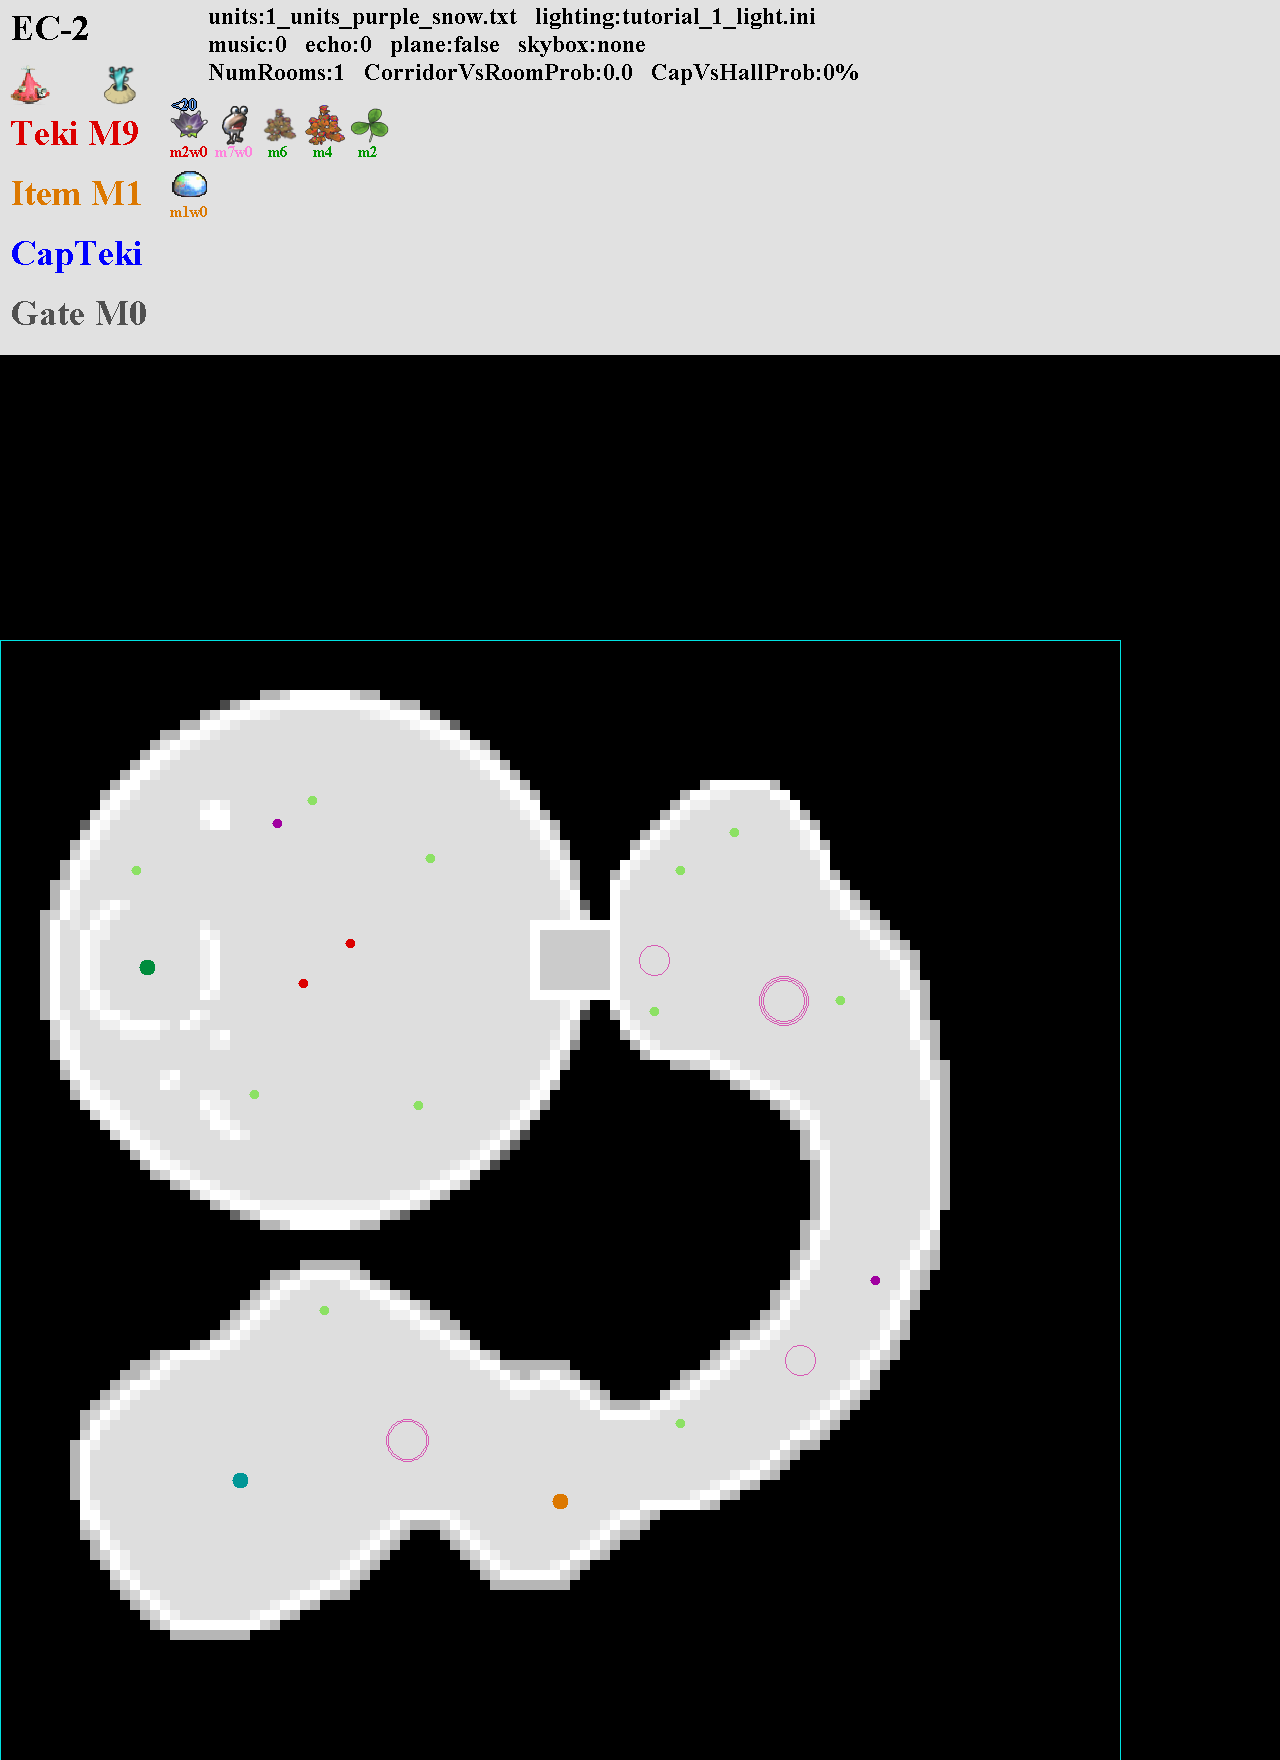 EC-2
units:1_units_purple_snow.txt lighting:tutorial_1_light.ini
music:0 echo:0 plane:false skybox:none
NumRooms:1 CorridorVsRoomProb:0.0 CapVsHallProb:0%
<20
Teki M9
m2w0 m7w0 m6 m4 m2
Item M1
m1w0
CapTeki
Gate M0